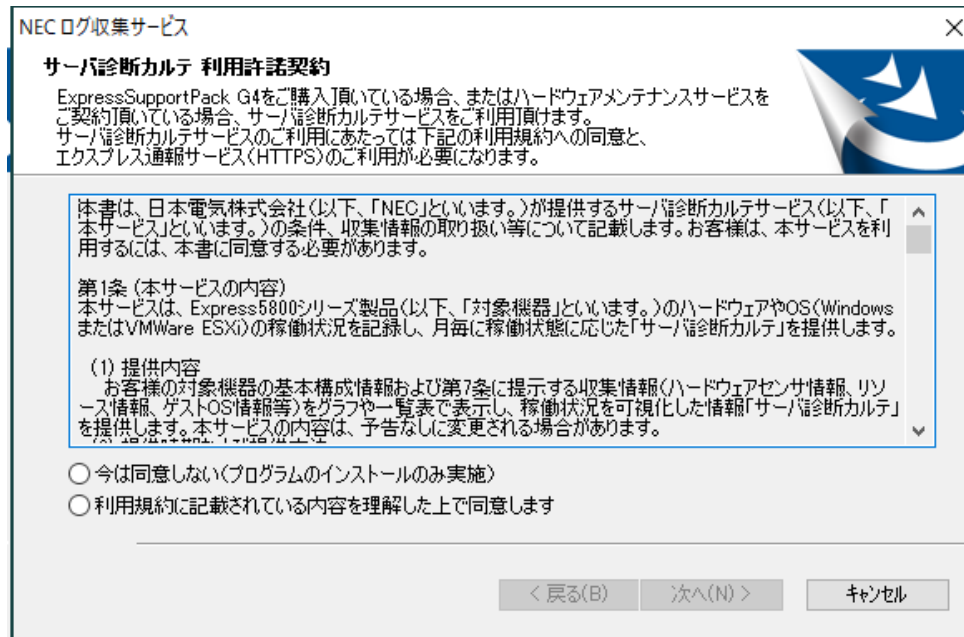 NEC ログ収集サービス
サーバ診断カルテ 利用許諾契約
ExpressSupportPack G4をご購入頂いている場合、またはハードウェアメンテナンスサービスを
ご契約頂いている場合、サーバ診断カルテサービスをご利用頂けます。
サーバ診断カルテサービスのご利用にあたっては下記の利用規約への同意と、
エクスプレス通報サービス(HTTPS)のご利用が必要になります。
本書は、日本電気株式会社(以下、「NEC」といいます。)が提供するサーバ診断カルテサービス(以下、「
本サービス」といいます。)の条件、収集情報の取り扱い等について記載します。お客様は、本サービスを利
用するには、本書に同意する必要があります。
第1条 (本サービスの内容)
本サービスは、Express5800シリーズ製品(以下、「対象機器」といいます。)のハードウェアやOS(Windows
またはVMWare ESXi)の稼働状況を記録し、月毎に稼働状態に応じた「サーバ診断カルテ」を提供します。
(1) 提供内容
お客様の対象機器の基本構成情報および第7条に提示する収集情報(ハードウェアセンサ情報、リソ
ース情報、ゲストOS情報等)をグラフや一覧表で表示し、稼働状況を可視化した情報「サーバ診断カルテ」
を提供します。本サービスの内容は、予告なしに変更される場合があります。
今は同意しない(プログラムのインストールのみ実施)
利用規約に記載されている内容を理解した上で同意します
< 戻る(B)
次へ(N) >
キャンセル